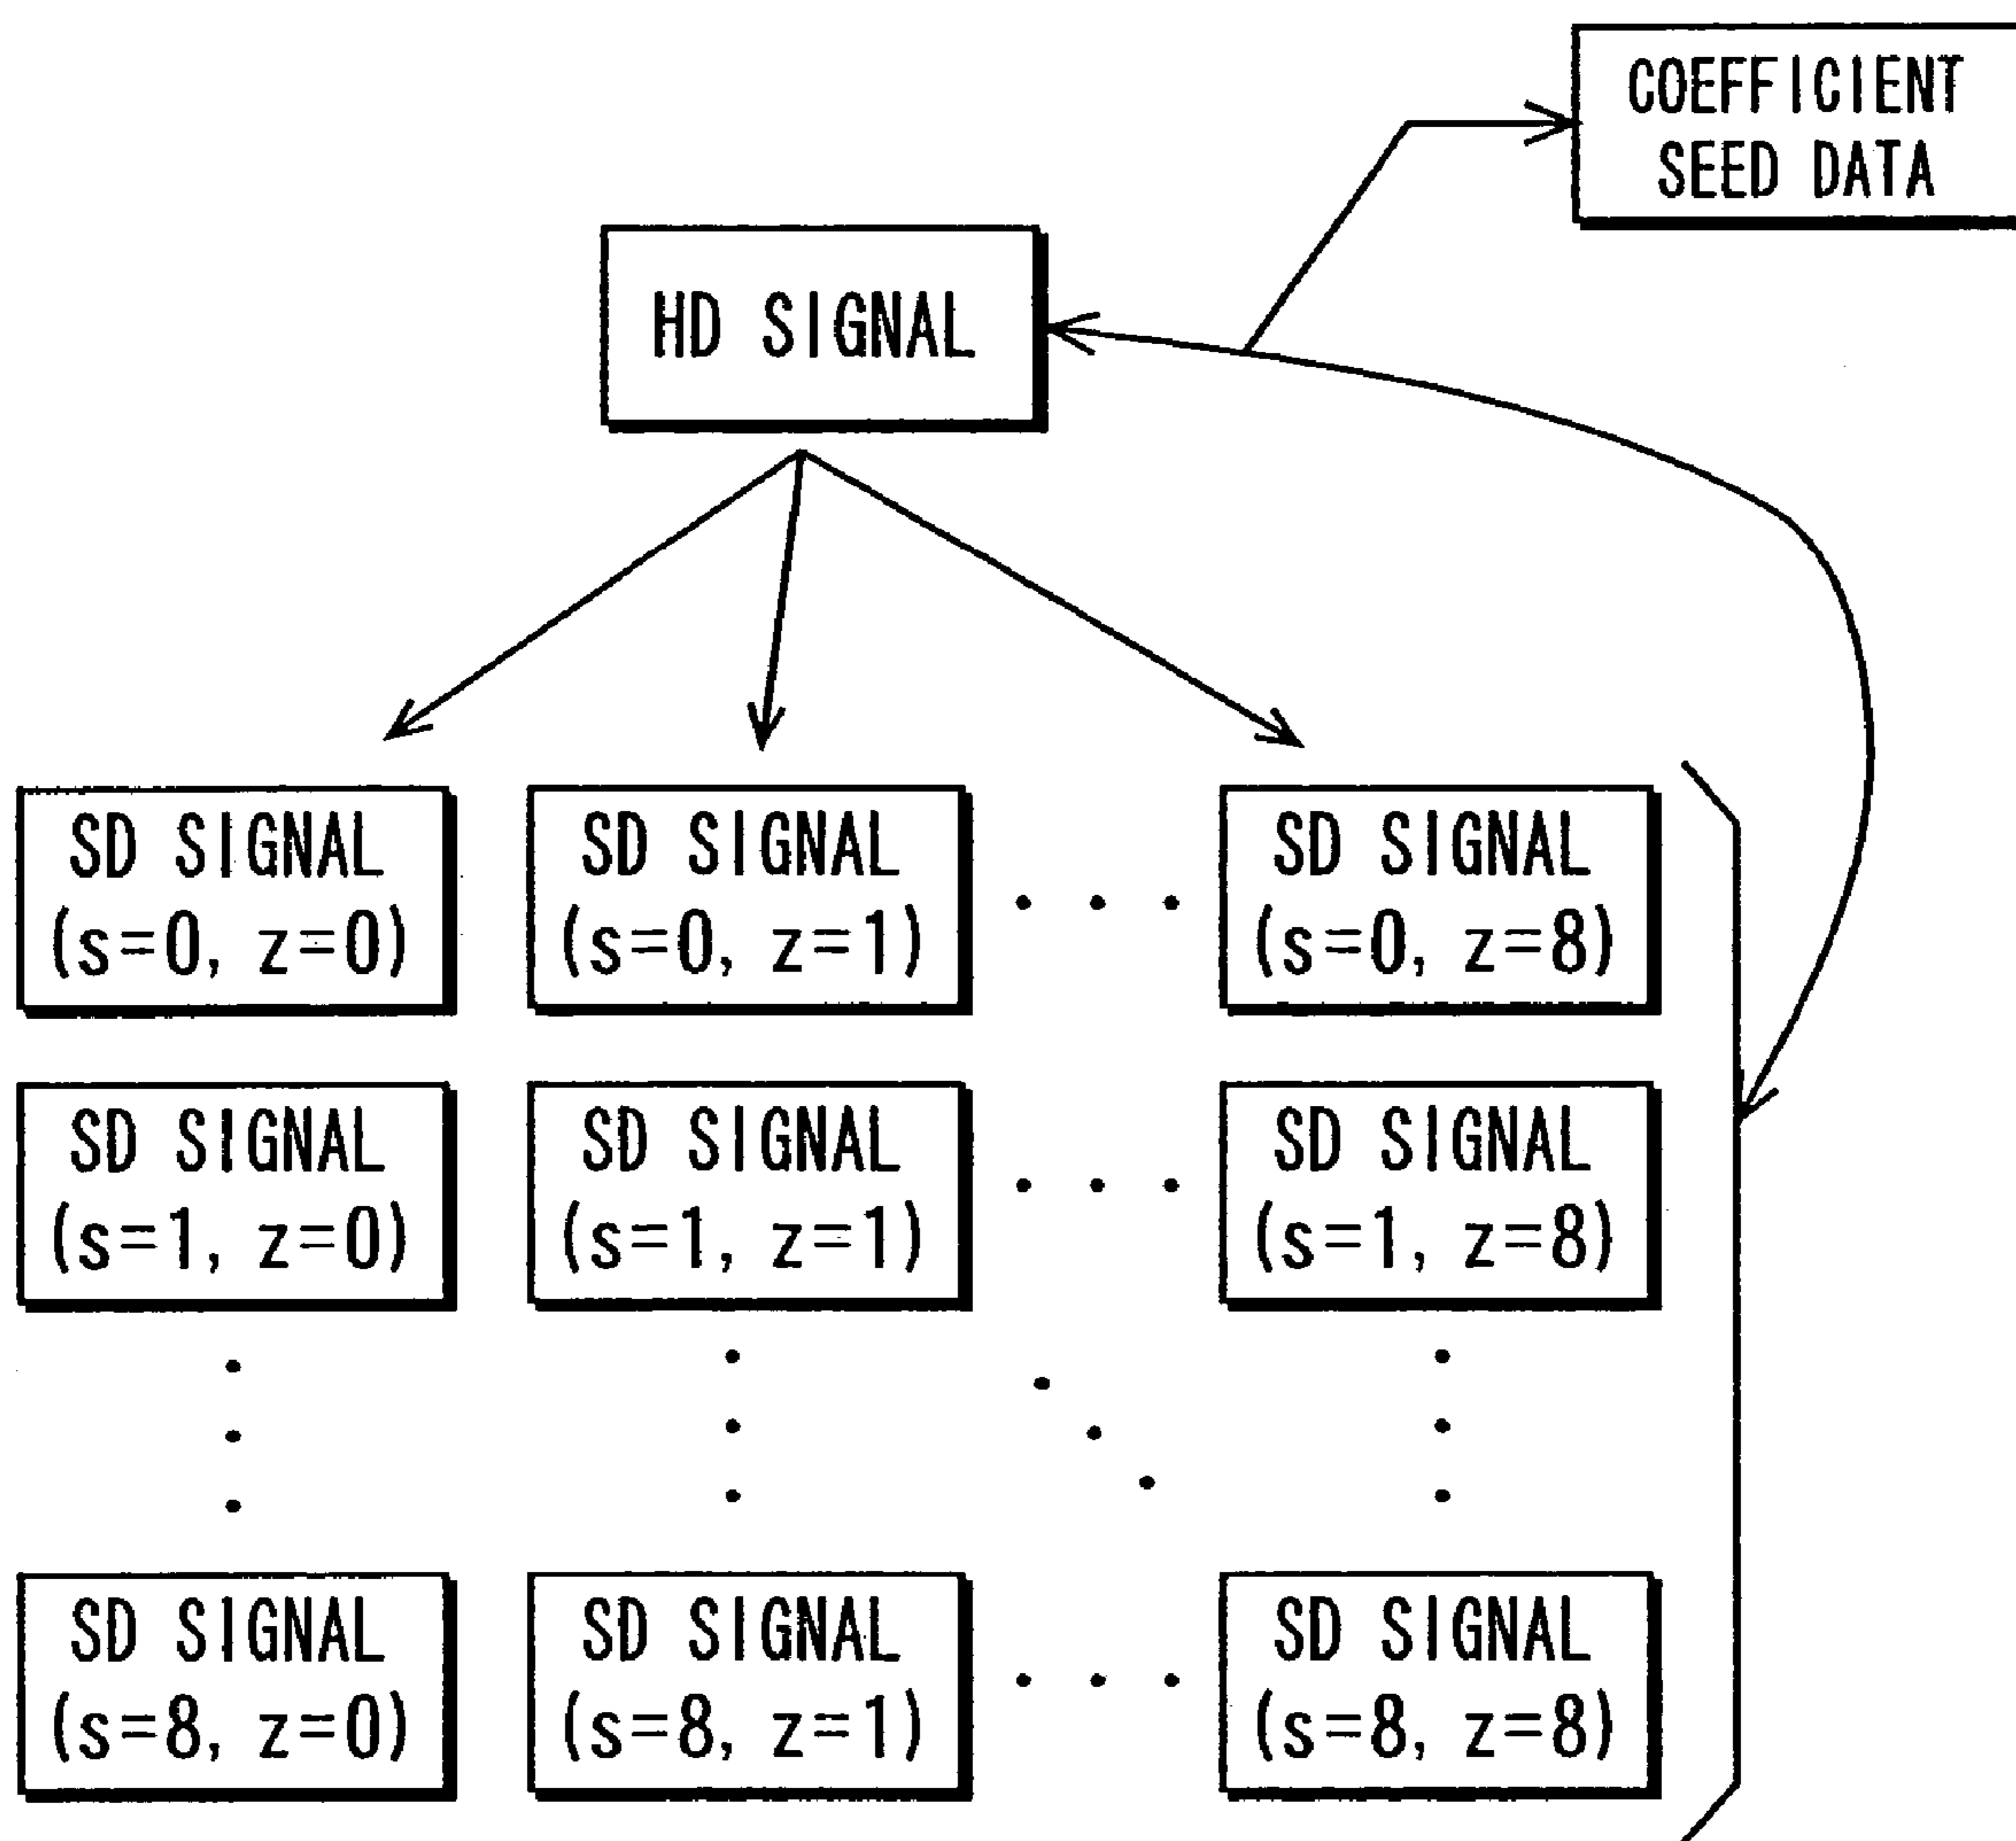 COEFFICIENT
SEED DATA
HD SIGNAL
SD SIGNAL
(s=0, z=0)
SD SIGNAL
(s=0, z=1)
SD SIGNAL
(s=0, z=8)
SD SIGNAL
(s=1, z=0)
SD SIGNAL
(s=1, z=1)
SD SIGNAL
(s=1, z=8)
SD SIGNAL
(s=8, z=0)
SD SIGNAL
(s=8, z=1)
SD SIGNAL
(s=8, z=8)